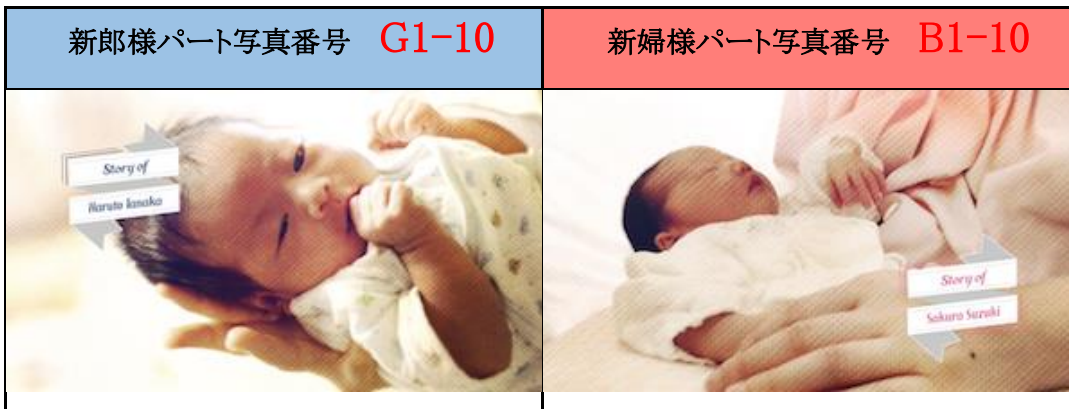 新郎様パート写真番号 G1-10
新婦様パート写真番号 B1-10
Story of
Haruto Tanaka
Story of
Sakura Suzuki